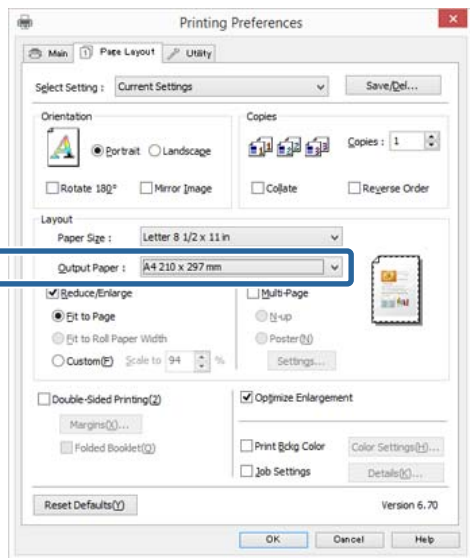 Printing Preferences
Main Page Layout Utility
Select Setting : Current Settings Save/Del...
Orientation
Portrait Landscape
Rotate 180° Mirror Image
Copies
Copies : 1
Collate Reverse Order
Layout
Paper Size : Letter 8 1/2 x 11 in
Output Paper : A4 210 x 297 mm
Reduce/Enlarge
Fit to Page
Fit to Roll Paper Width
Custom(F) Scale to 94 %
Multi-Page
N-up
Poster(N)
Settings...
Double-Sided Printing(2)
Margins(X)...
Folded Booklet(Q)
Optimize Enlargement
Print Bckg Color Color Settings(H)...
Job Settings Details(K)...
Reset Defaults(Y) Version 6.70
OK Cancel Help